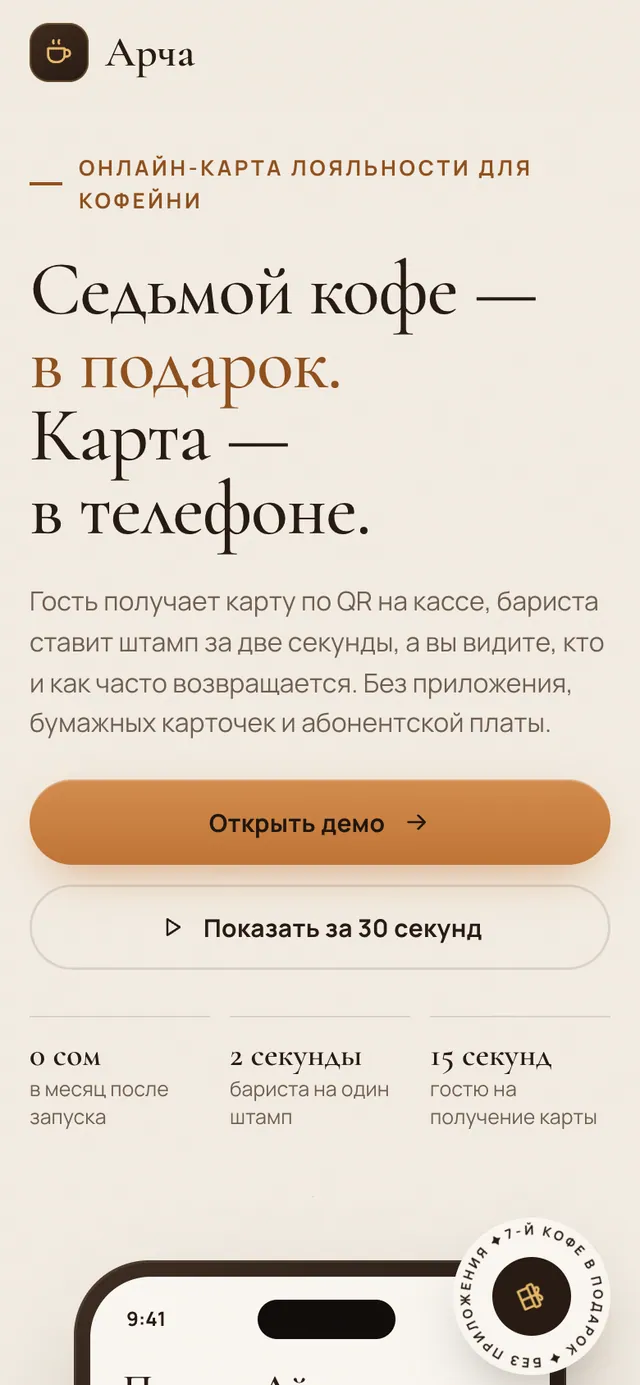 Арча
ОНЛАЙН-КАРТА ЛОЯЛЬНОСТИ ДЛЯ
КОФЕЙНИ
Седьмой кофе —
в подарок.
Карта —
в телефоне.
Гость получает карту по QR на кассе, бариста
ставит штамп за две секунды, а вы видите, кто
и как часто возвращается. Без приложения,
бумажных карточек и абонентской платы.
Открыть демо →
Показать за 30 секунд
0 сом
в месяц после
запуска
2 секунды
бариста на один
штамп
15 секунд
гостю на
получение карты
7-Й КОФЕ В ПОДАРОК ✦ БЕЗ ПРИЛОЖЕНИЯ ✦
9:41